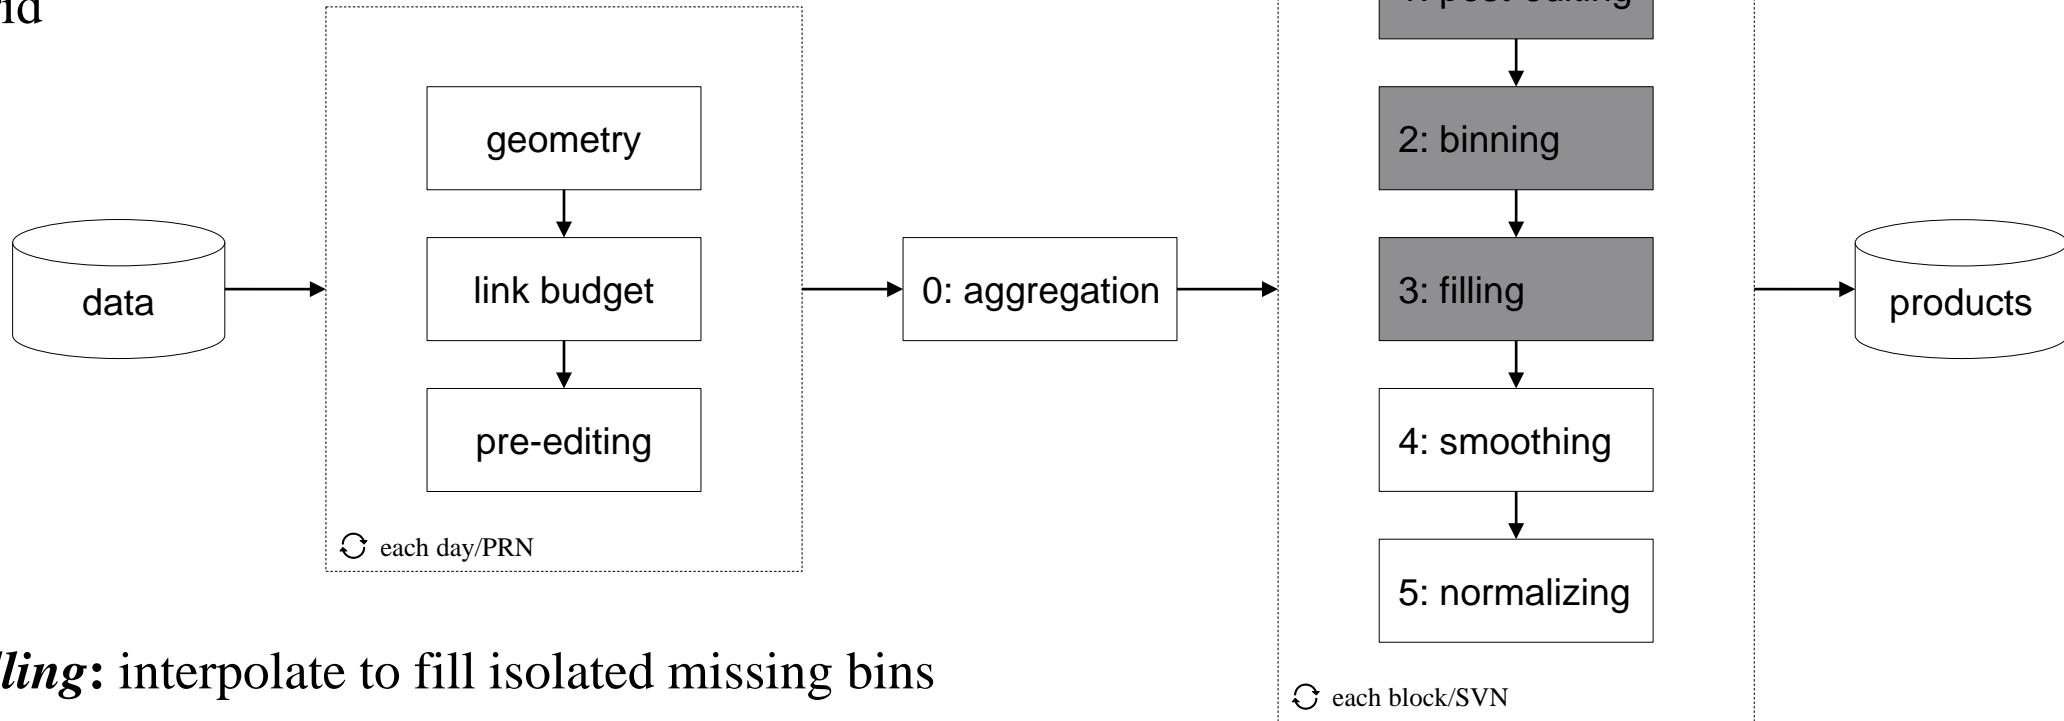 geometry
link budget
pre-editing
each day/PRN
data
0: aggregation
2: binning
3: filling
4: smoothing
5: normalizing
each block/SVN
products
lling: interpolate to fill isolated missing bins